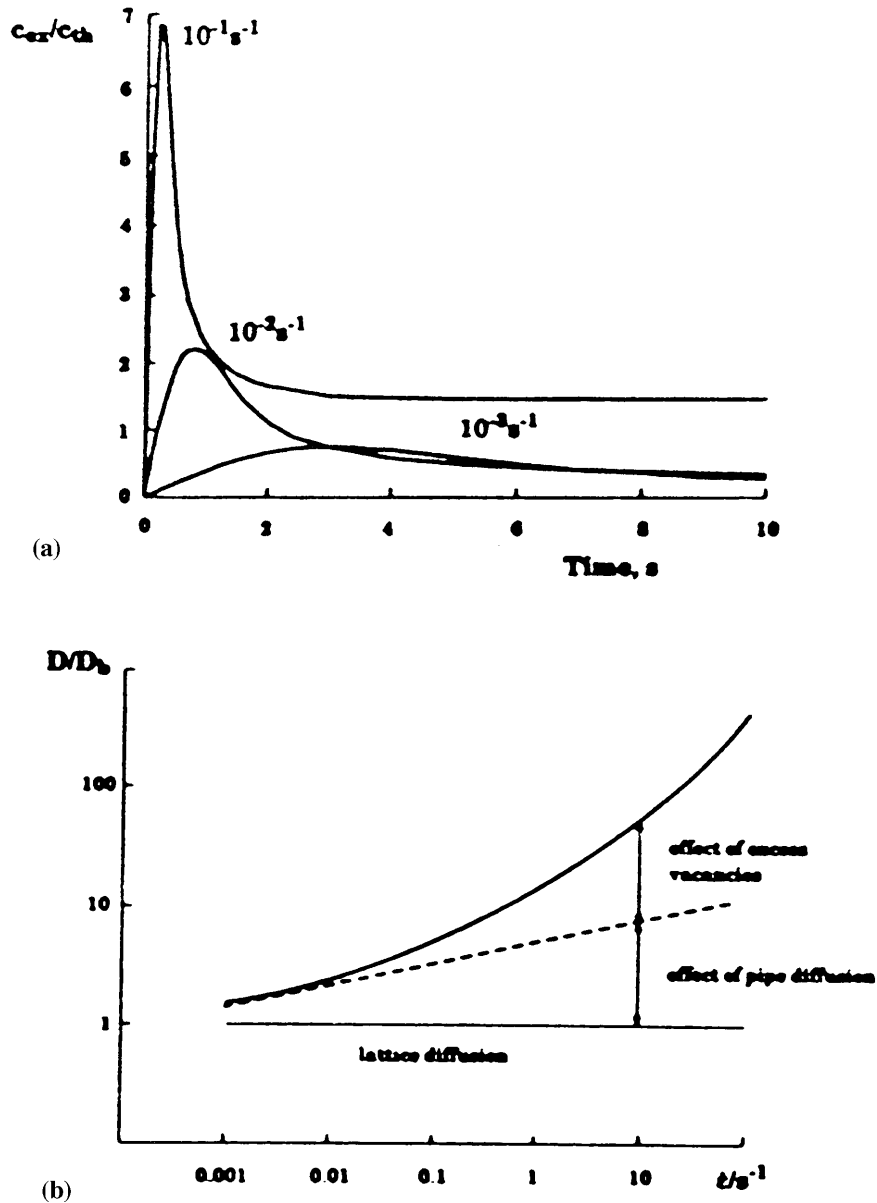 7
c_ex/c_th
10⁻¹s⁻¹
6
5
4
3
10⁻²s⁻¹
2
1
10⁻³s⁻¹
0
0 2 4 6 8 10
(a)
Time, s
D/D_b
100
effect of excess
vacancies
10
effect of pipe diffusion
1
lattice diffusion
0.001 0.01 0.1 1 10 ε̇/s⁻¹
(b)